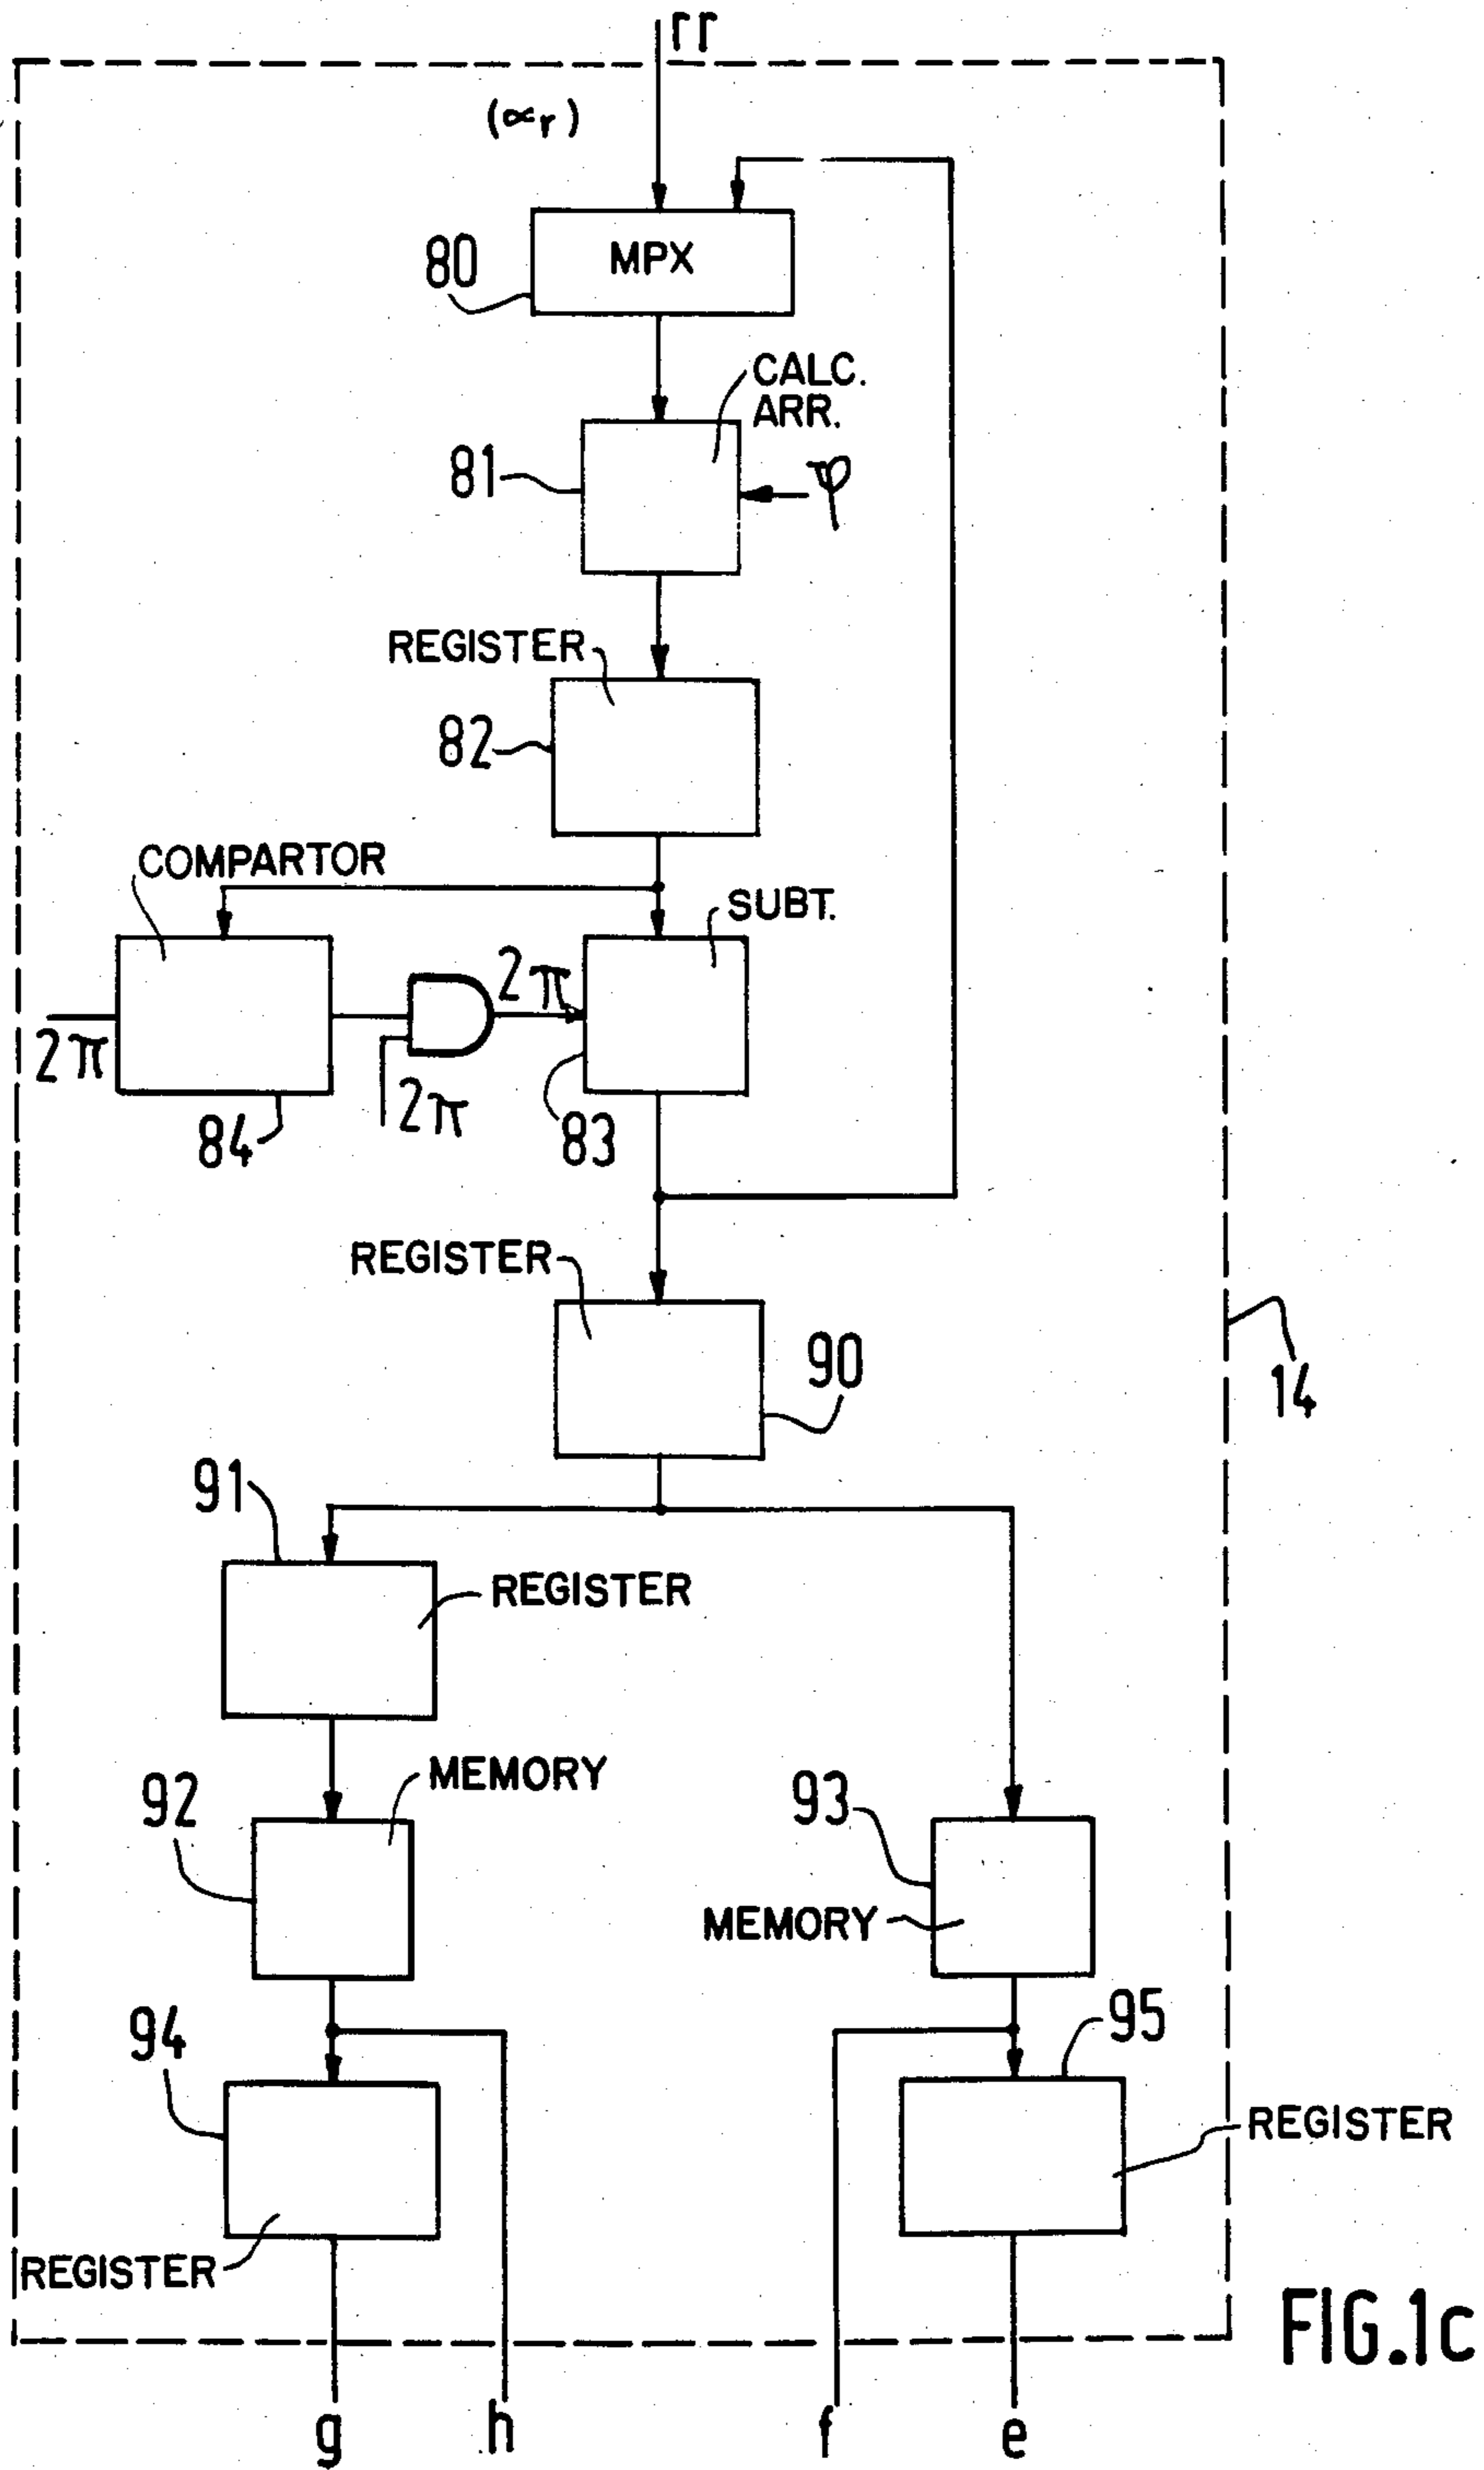 rr
(αr)
MPX
80
CALC.
ARR.
81
φ
REGISTER
82
COMPARTOR
SUBT.
2π
2π
2π
84
83
REGISTER
90
14
91
REGISTER
MEMORY
92
93
MEMORY
94
95
REGISTER
REGISTER
FIG.1c
g
h
f
e